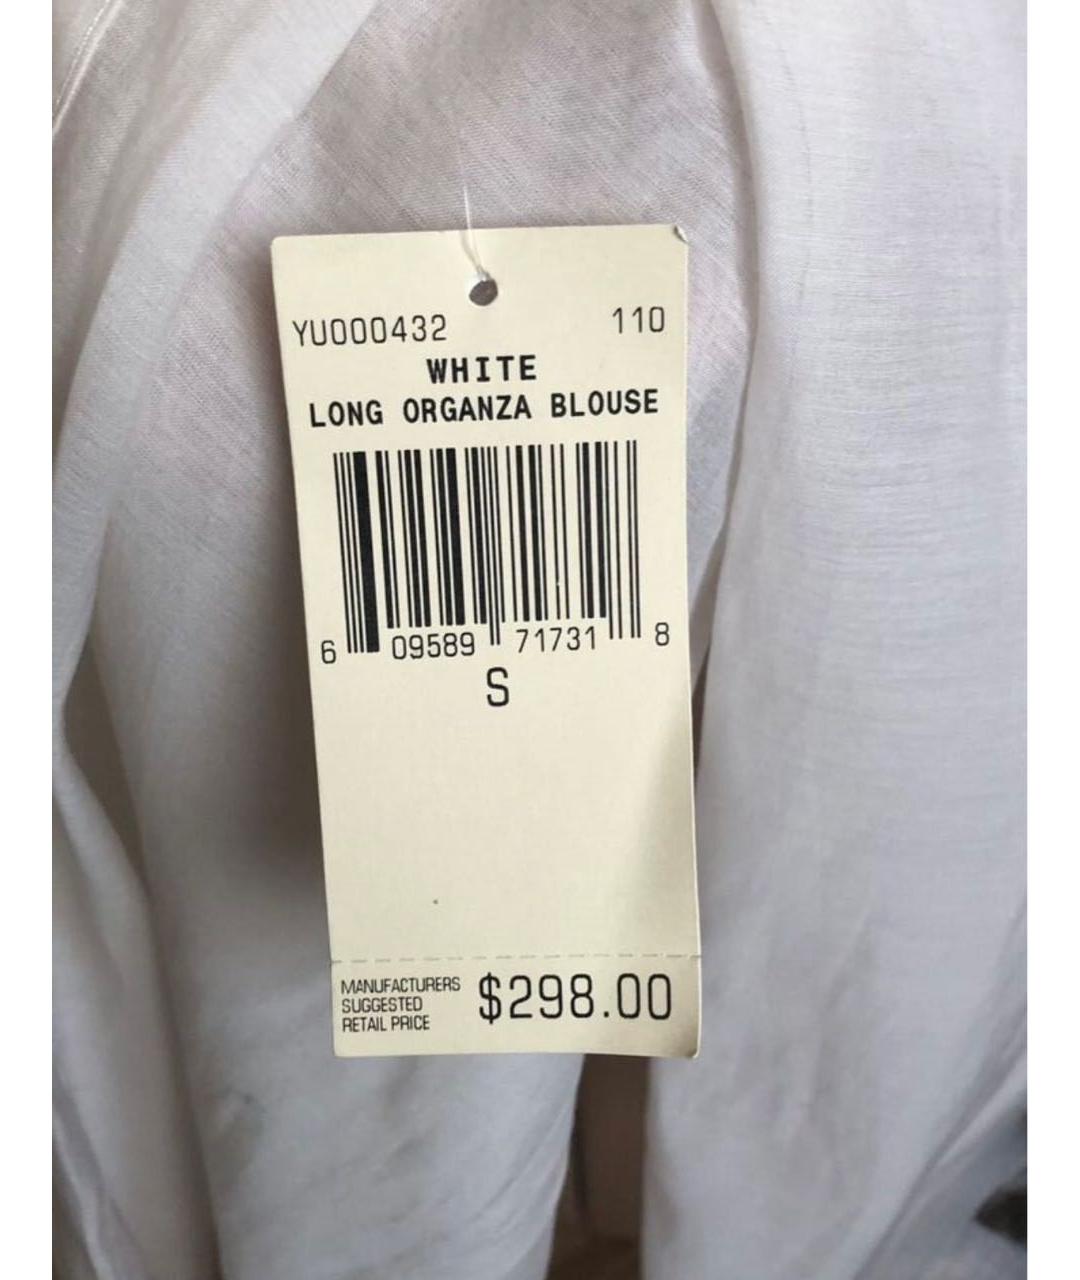 YU000432 110
WHITE
LONG ORGANZA BLOUSE
6 09589 71731 8
S
MANUFACTURERS
SUGGESTED
RETAIL PRICE
$298.00